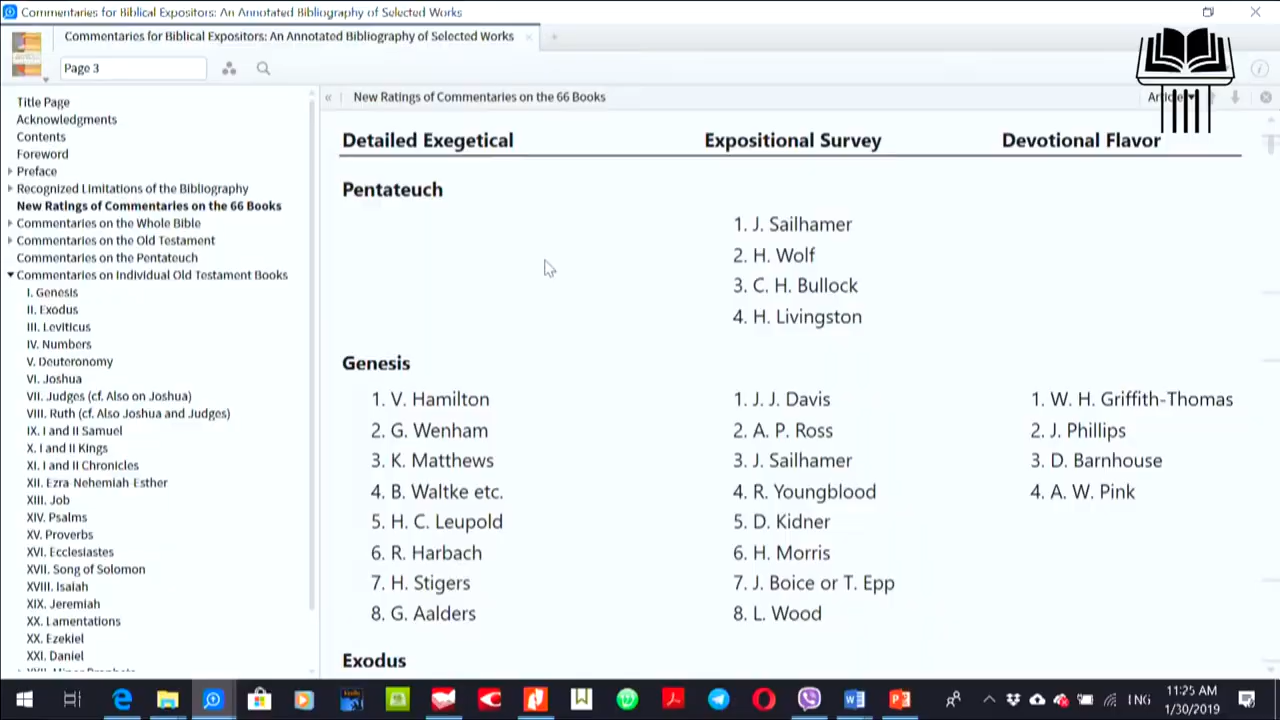 Commentaries for Biblical Expositors: An Annotated Bibliography of Selected Works
Commentaries for Biblical Expositors: An Annotated Bibliography of Selected Works
Page 3
Title Page
Acknowledgments
Contents
Foreword
Preface
Recognized Limitations of the Bibliography
New Ratings of Commentaries on the 66 Books
Commentaries on the Whole Bible
Commentaries on the Old Testament
Commentaries on the Pentateuch
Commentaries on Individual Old Testament Books
I. Genesis
II. Exodus
III. Leviticus
IV. Numbers
V. Deuteronomy
VI. Joshua
VII. Judges (cf. Also on Joshua)
VIII. Ruth (cf. Also Joshua and Judges)
IX. I and II Samuel
X. I and II Kings
XI. I and II Chronicles
XII. Ezra Nehemiah Esther
XIII. Job
XIV. Psalms
XV. Proverbs
XVI. Ecclesiastes
XVII. Song of Solomon
XVIII. Isaiah
XIX. Jeremiah
XX. Lamentations
XX. Ezekiel
XXI. Daniel
New Ratings of Commentaries on the 66 Books
Detailed Exegetical Expositional Survey Devotional Flavor
Pentateuch
1. J. Sailhamer
2. H. Wolf
3. C. H. Bullock
4. H. Livingston
Genesis
1. V. Hamilton 1. J. J. Davis 1. W. H. Griffith-Thomas
2. G. Wenham 2. A. P. Ross 2. J. Phillips
3. K. Matthews 3. J. Sailhamer 3. D. Barnhouse
4. B. Waltke etc. 4. R. Youngblood 4. A. W. Pink
5. H. C. Leupold 5. D. Kidner
6. R. Harbach 6. H. Morris
7. H. Stigers 7. J. Boice or T. Epp
8. G. Aalders 8. L. Wood
Exodus
ENG
11:25 AM
1/30/2019